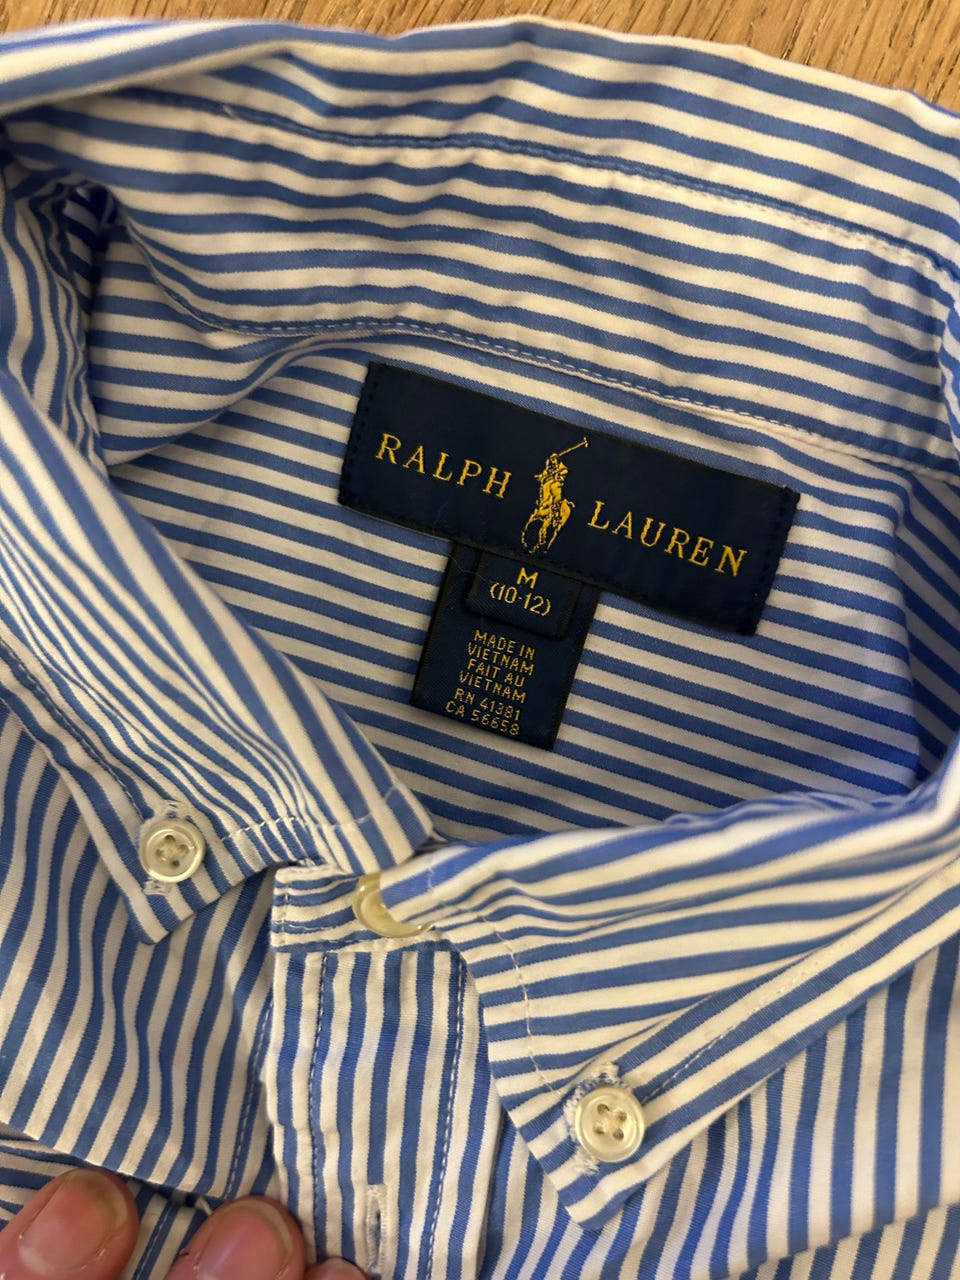 RALPH LAUREN
M
(10-12)
MADE IN
VIETNAM
FAIT AU
VIETNAM
RN 41381
CA 56658